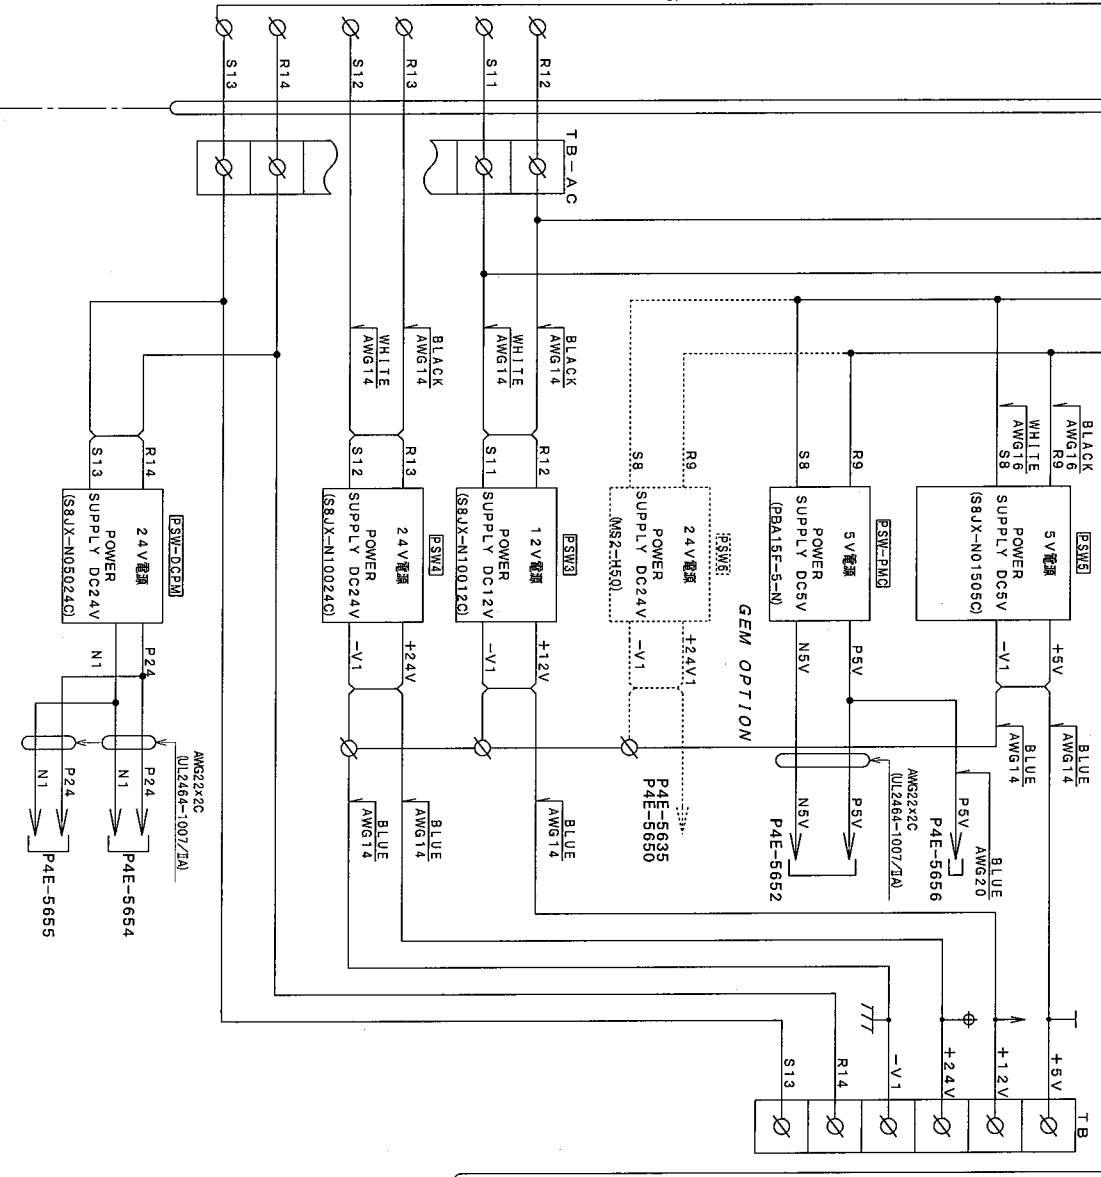 S13
R14
S12
R13
S11
R12
TB-AC
WHITE
AWG14
BLACK
AWG14
WHITE
AWG14
BLACK
AWG14
WHITE
AWG16
S8
BLACK
AWG16
R9
S13
R14
S12
R13
S11
R12
S8
R9
S8
R9
PSW-DCPM
24V電源
POWER
SUPPLY DC24V
(S8JX-N05024C)
PSW4
24V電源
POWER
SUPPLY DC24V
(S8JX-N10024C)
PSW3
12V電源
POWER
SUPPLY DC12V
(S8JX-N10012C)
PSW6
24V電源
POWER
SUPPLY DC24V
(MS2-H50)
PSW-PMC
5V電源
POWER
SUPPLY DC5V
(PBA15F-5-N)
PSW5
5V電源
POWER
SUPPLY DC5V
(S8JX-N01505C)
GEM OPTION
N1
P24
-V1
+24V
-V1
+12V
-V1
+24V1
N5V
P5V
-V1
+5V
N1
P24
N1
P24
AWG22×2C
(UL2464-1007/ⅡA)
P4E-5655
P4E-5654
BLUE
AWG14
BLUE
AWG14
BLUE
AWG14
P4E-5635
P4E-5650
N5V
P5V
P4E-5652
AWG22×2C
(UL2464-1007/ⅡA)
P5V
P4E-5656
BLUE
AWG20
BLUE
AWG14
BLUE
AWG14
S13
R14
-V1
+24V
+12V
+5V
TB